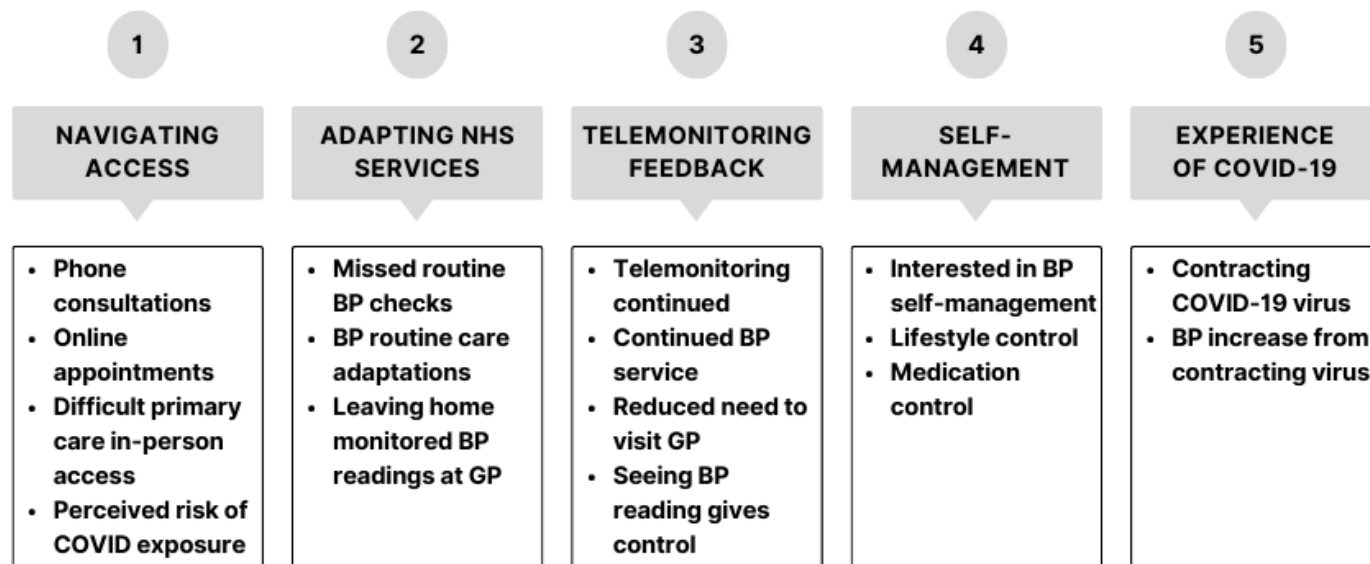 1
NAVIGATING
ACCESS
• Phone
consultations
• Online
appointments
• Difficult primary
care in-person
access
• Perceived risk of
COVID exposure
2
ADAPTING NHS
SERVICES
• Missed routine
BP checks
• BP routine care
adaptations
• Leaving home
monitored BP
readings at GP
3
TELEMONITORING
FEEDBACK
• Telemonitoring
continued
• Continued BP
service
• Reduced need to
visit GP
• Seeing BP
reading gives
control
4
SELF-
MANAGEMENT
• Interested in BP
self-management
• Lifestyle control
• Medication
control
5
EXPERIENCE
OF COVID-19
• Contracting
COVID-19 virus
• BP increase from
contracting virus